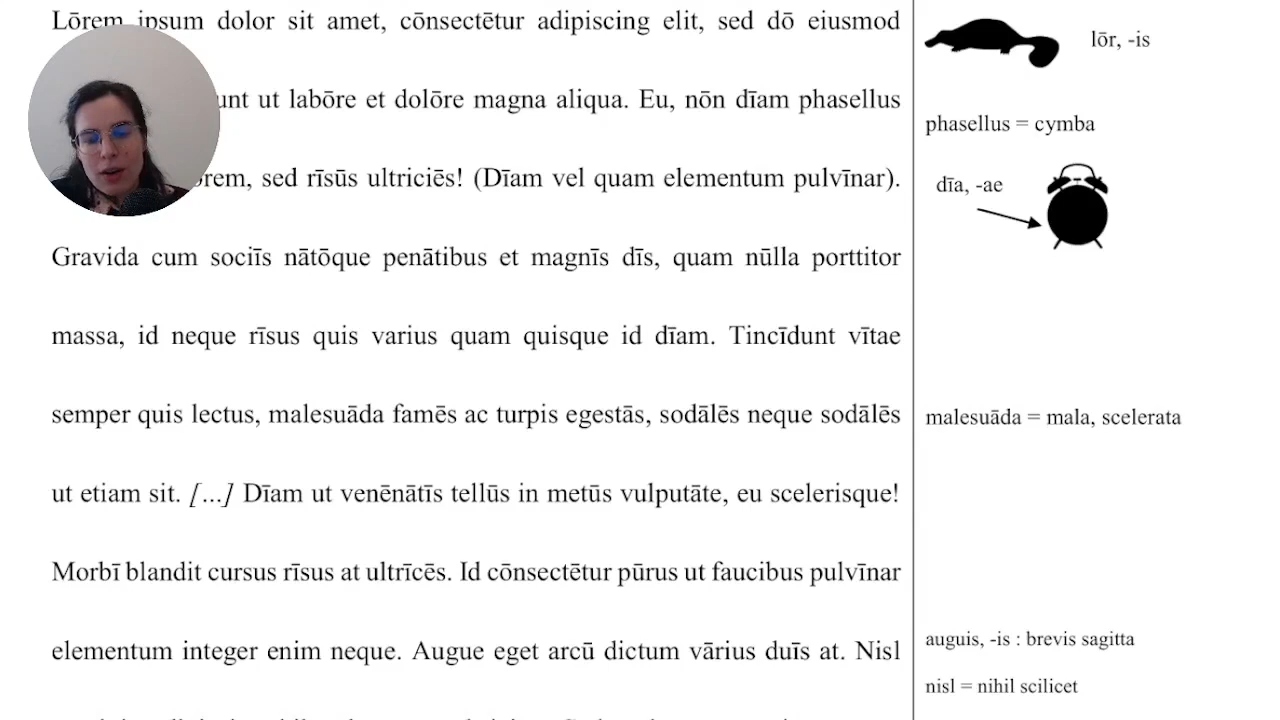 Lōrem ipsum dolor sit amet, cōnsectētur adipiscing elit, sed dō eiusmod
ut labōre et dolōre magna aliqua. Eu, nōn dīam phasellus
sed rīsūs ultriciēs! (Dīam vel quam elementum pulvīnar).
Gravida cum sociīs nātōque penātibus et magnīs dīs, quam nūlla porttitor
massa, id neque rīsus quis varius quam quisque id dīam. Tincīdunt vītae
semper quis lectus, malesuāda famēs ac turpis egestās, sodālēs neque sodālēs
ut etiam sit. [...] Dīam ut venēnātīs tellūs in metūs vulputāte, eu scelerisque!
Morbī blandit cursus rīsus at ultrīcēs. Id cōnsectētur pūrus ut faucibus pulvīnar
elementum integer enim neque. Augue eget arcū dictum vārius duīs at. Nisl
lōr, -is
phasellus = cymba
dīa, -ae
malesuāda = mala, scelerata
auguis, -is : brevis sagitta
nisl = nihil scilicet